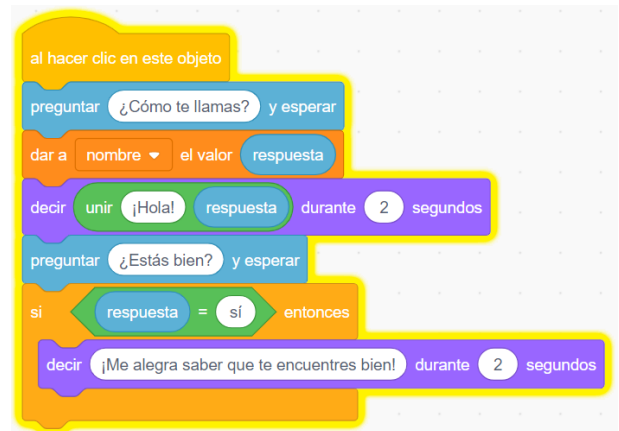 al hacer clic en este objeto
preguntar ¿Cómo te llamas? y esperar
dar a nombre el valor respuesta
decir unir ¡Hola! respuesta durante 2 segundos
preguntar ¿Estás bien? y esperar
si respuesta = sí entonces
decir ¡Me alegra saber que te encuentres bien! durante 2 segundos